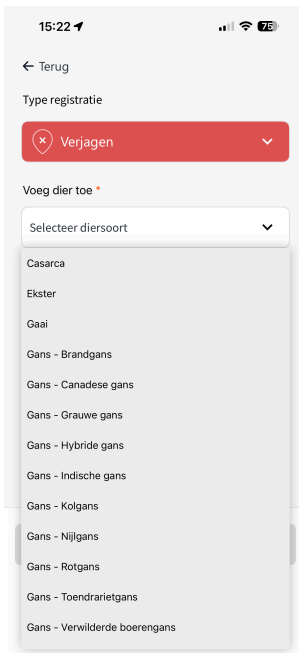 15:22
75
← Terug
Type registratie
Verjagen
Voeg dier toe *
Selecteer diersoort
Casarca
Ekster
Gaai
Gans - Brandgans
Gans - Canadese gans
Gans - Grauwe gans
Gans - Hybride gans
Gans - Indische gans
Gans - Kolgans
Gans - Nijlgans
Gans - Rotgans
Gans - Toendrarietgans
Gans - Verwilderde boerengans